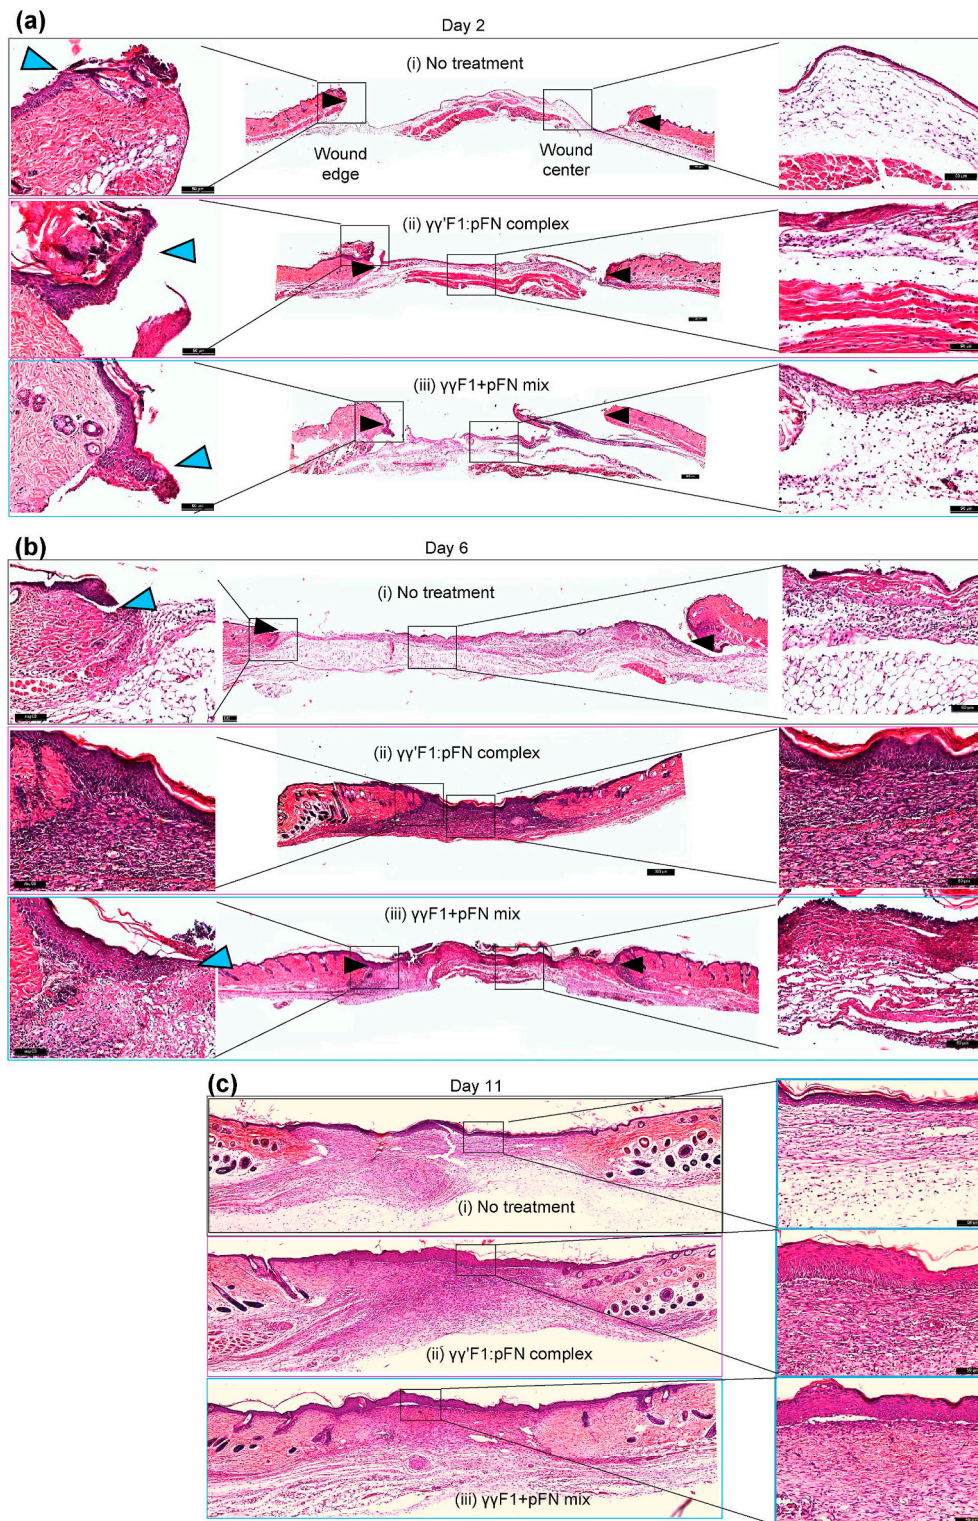 (a)
Day 2
(i) No treatment
Wound edge
Wound center
(ii) γγ'F1:pFN complex
(iii) γγF1+pFN mix
(b)
Day 6
(i) No treatment
(ii) γγ'F1:pFN complex
(iii) γγF1+pFN mix
(c)
Day 11
(i) No treatment
(ii) γγ'F1:pFN complex
(iii) γγF1+pFN mix